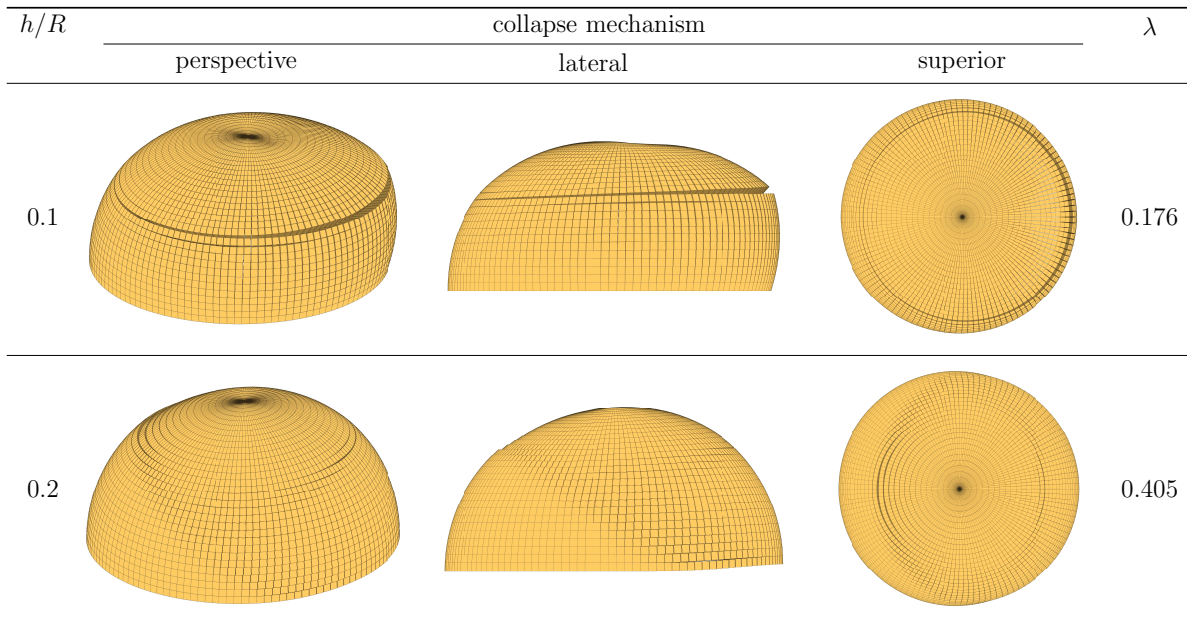 h/R collapse mechanism λ
perspective lateral superior
0.1 0.176
0.2 0.405